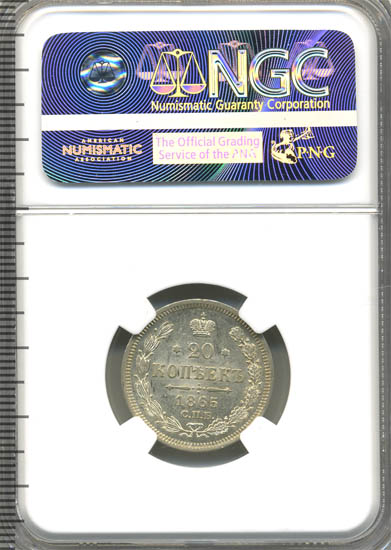 NGC
Numismatic Guaranty Corporation
AMERICAN
NUMISMATIC
ASSOCIATION
The Official Grading
Service of the PNG
PNG
20
КОПѢЕКЪ
1865
С.П.Б.